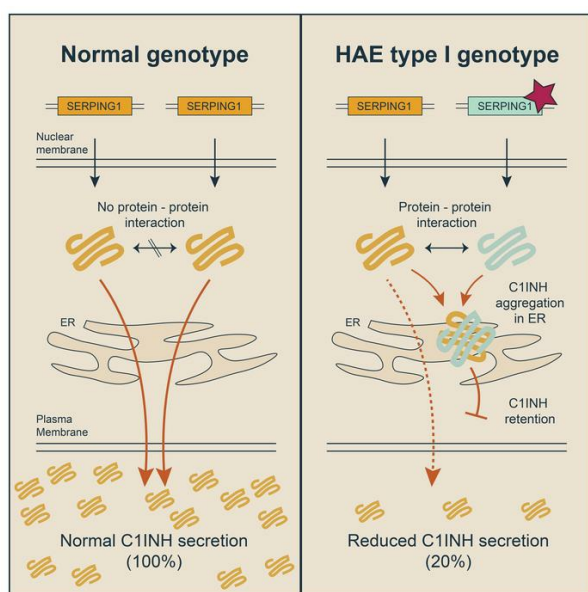 Normal genotype
SERPING1
SERPING1
Nuclear
membrane
No protein - protein
interaction
ER
Plasma
Membrane
Normal C1INH secretion
(100%)
HAE type I genotype
SERPING1
SERPING1
Protein - protein
interaction
C1INH
aggregation
in ER
ER
C1INH
retention
Reduced C1INH secretion
(20%)